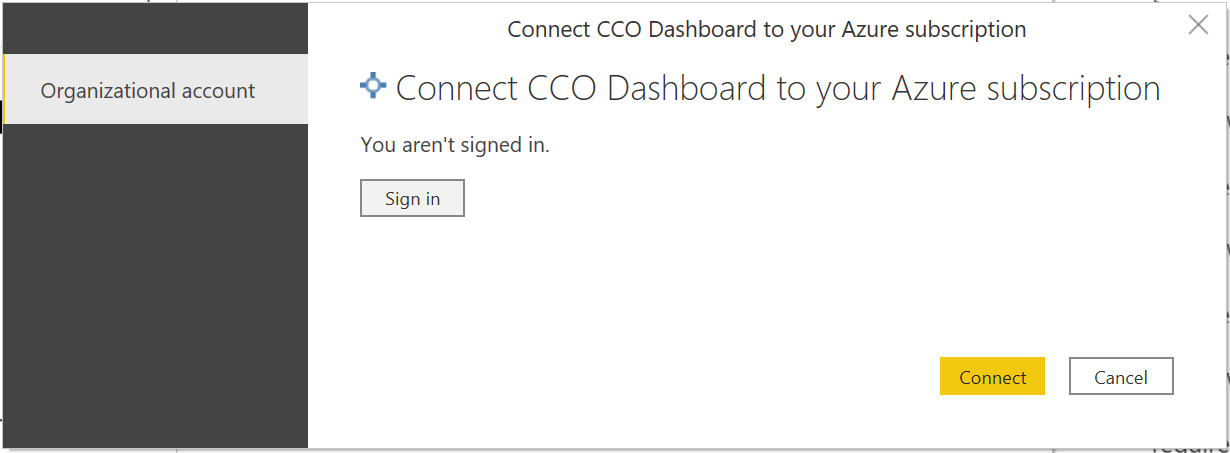 Connect CCO Dashboard to your Azure subscription
Organizational account
Connect CCO Dashboard to your Azure subscription
You aren't signed in.
Sign in
Connect
Cancel